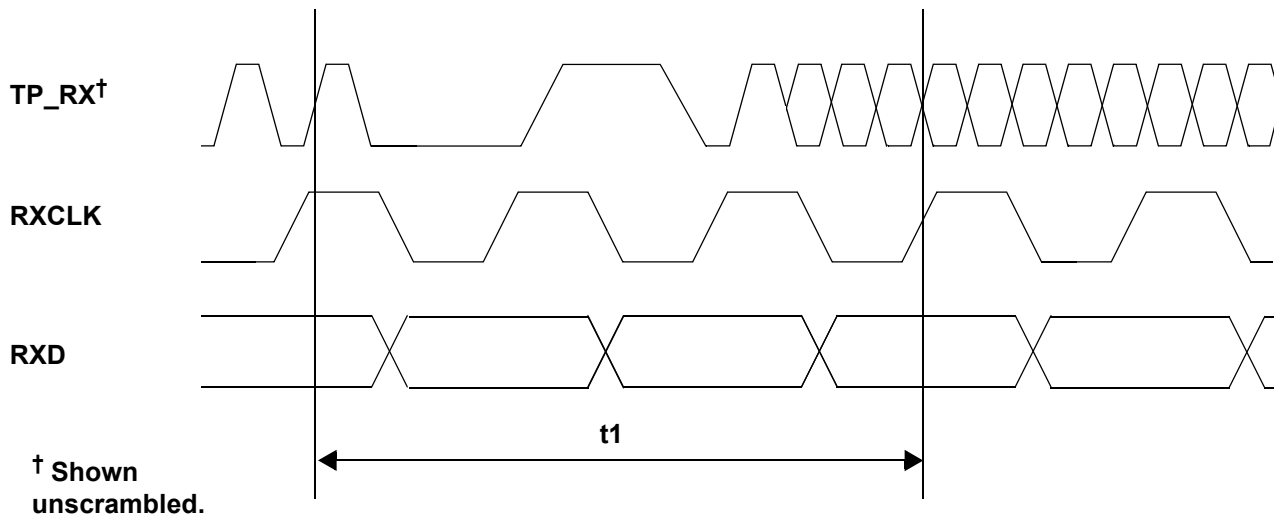 TP_RX†
RXCLK
RXD
t1
† Shown
unscrambled.